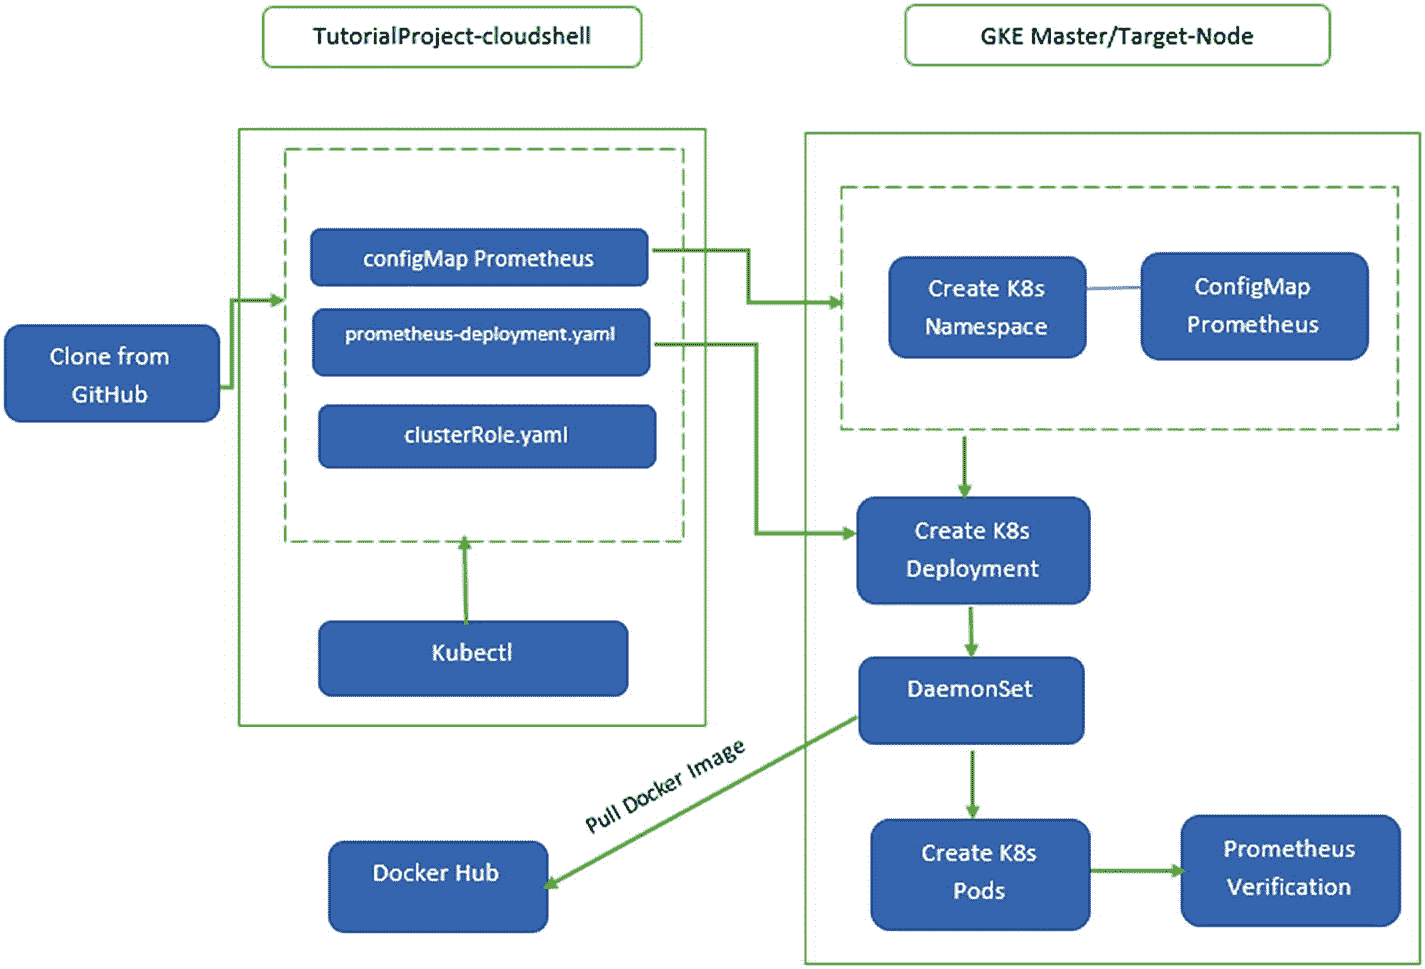 TutorialProject-cloudshell
GKE Master/Target-Node
configMap Prometheus
prometheus-deployment.yaml
clusterRole.yaml
Clone from
GitHub
Kubectl
Create K8s
Namespace
ConfigMap
Prometheus
Create K8s
Deployment
DaemonSet
Pull Docker Image
Docker Hub
Create K8s
Pods
Prometheus
Verification